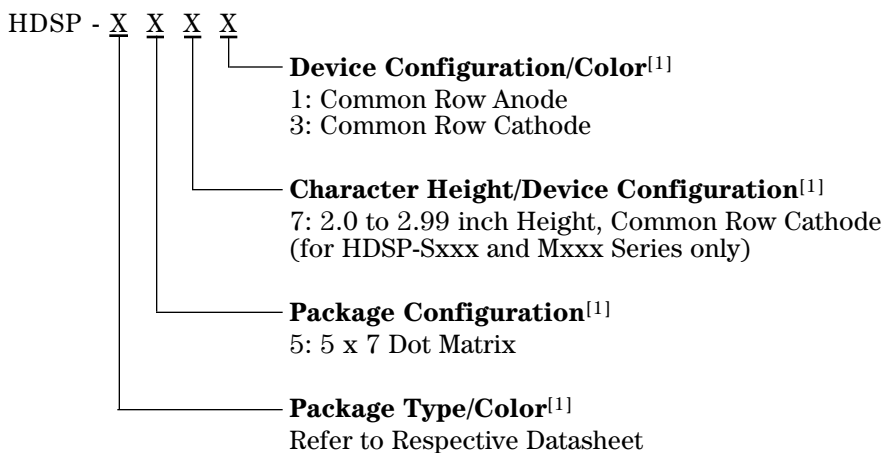 HDSP - X X X X
Device Configuration/Color[1]
1: Common Row Anode
3: Common Row Cathode
Character Height/Device Configuration[1]
7: 2.0 to 2.99 inch Height, Common Row Cathode
(for HDSP-Sxxx and Mxxx Series only)
Package Configuration[1]
5: 5 x 7 Dot Matrix
Package Type/Color[1]
Refer to Respective Datasheet